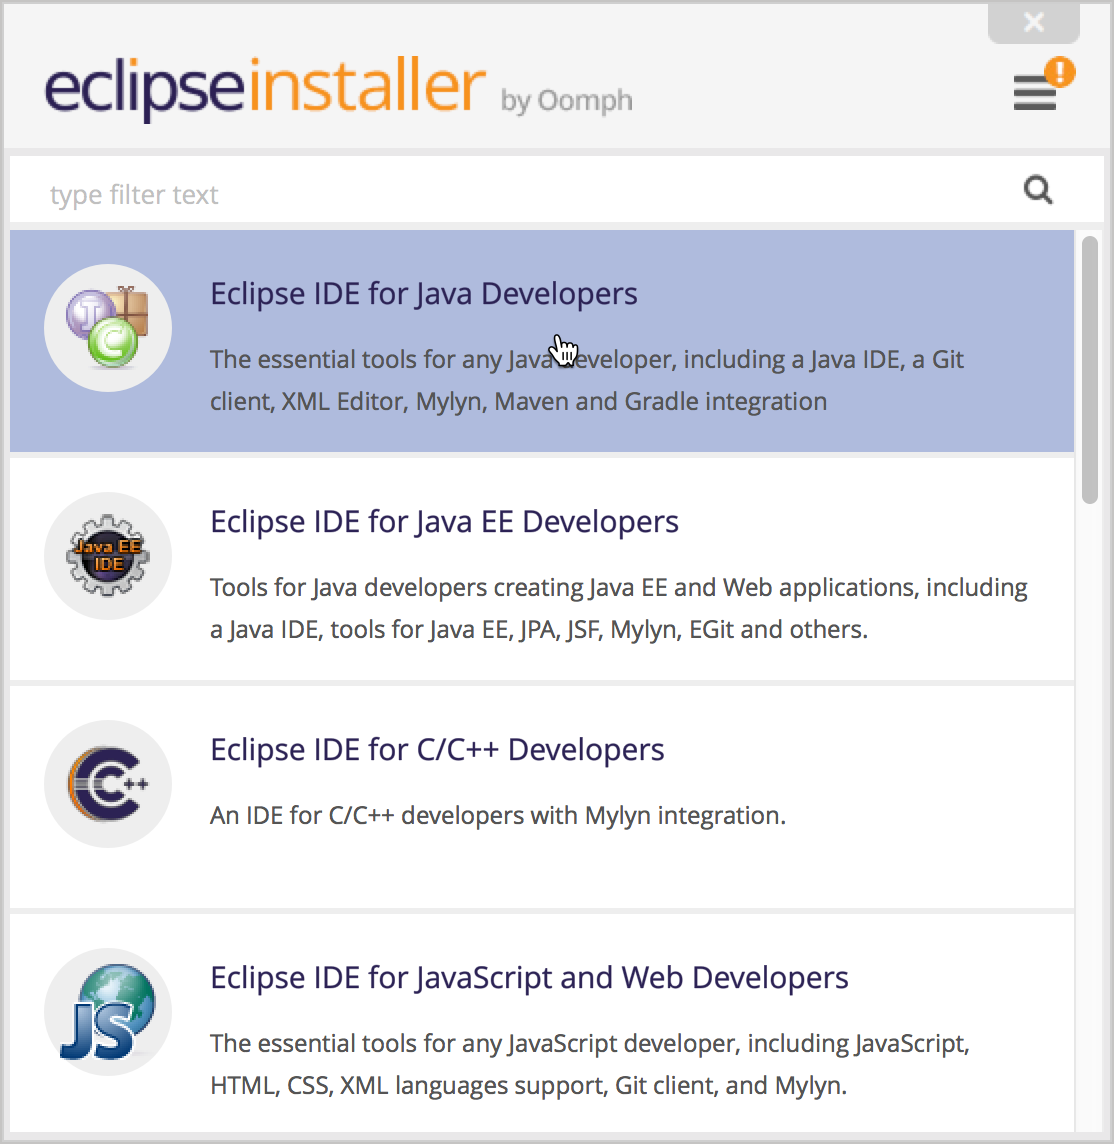 eclipseinstaller by Oomph
!
type filter text
J
C
Eclipse IDE for Java Developers
The essential tools for any Java developer, including a Java IDE, a Git
client, XML Editor, Mylyn, Maven and Gradle integration
Java EE
IDE
Eclipse IDE for Java EE Developers
Tools for Java developers creating Java EE and Web applications, including
a Java IDE, tools for Java EE, JPA, JSF, Mylyn, EGit and others.
C++
Eclipse IDE for C/C++ Developers
An IDE for C/C++ developers with Mylyn integration.
JS
Eclipse IDE for JavaScript and Web Developers
The essential tools for any JavaScript developer, including JavaScript,
HTML, CSS, XML languages support, Git client, and Mylyn.